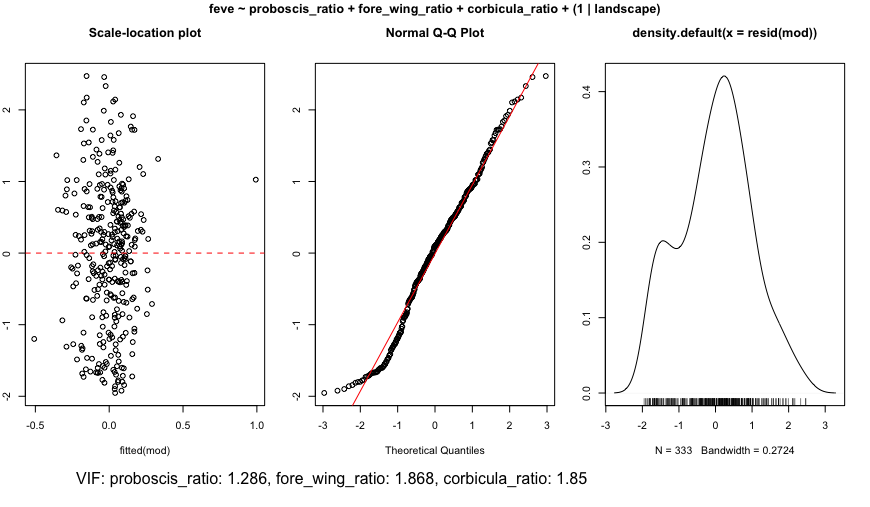 feve ~ proboscis_ratio + fore_wing_ratio + corbicula_ratio + (1 | landscape)
Scale-location plot
Normal Q-Q Plot
density.default(x = resid(mod))
2
1
0
-1
-2
-0.5 0.0 0.5 1.0
fitted(mod)
2
1
0
-1
-2
-3 -2 -1 0 1 2 3
Theoretical Quantiles
0.4
0.3
0.2
0.1
0.0
-3 -2 -1 0 1 2 3
N = 333 Bandwidth = 0.2724
VIF: proboscis_ratio: 1.286, fore_wing_ratio: 1.868, corbicula_ratio: 1.85